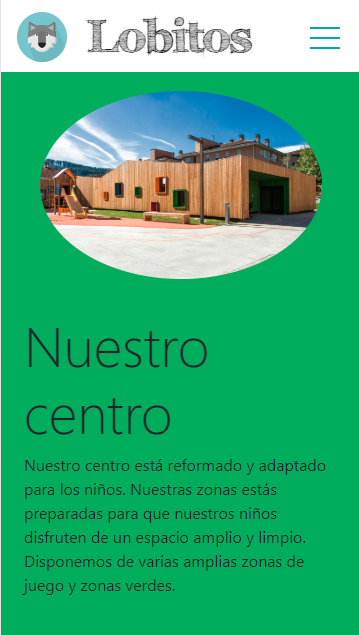 Lobitos
Nuestro
centro
Nuestro centro está reformado y adaptado
para los niños. Nuestras zonas estás
preparadas para que nuestros niños
disfruten de un espacio amplio y limpio.
Disponemos de varias amplias zonas de
juego y zonas verdes.